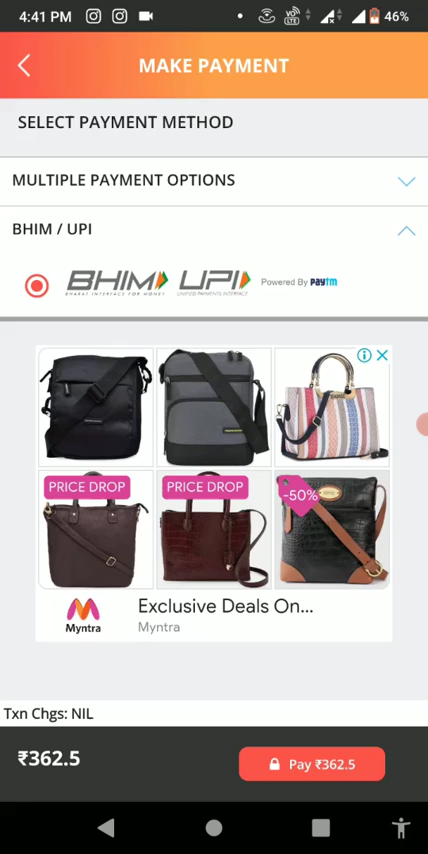 4:41 PM VO LTE 46%
MAKE PAYMENT
SELECT PAYMENT METHOD
MULTIPLE PAYMENT OPTIONS
BHIM / UPI
BHIM UPI Powered By paytm
BHARAT INTERFACE FOR MONEY UNIFIED PAYMENTS INTERFACE
PRICE DROP PRICE DROP -50%
Exclusive Deals On...
Myntra Myntra
Txn Chgs: NIL
₹362.5 Pay ₹362.5